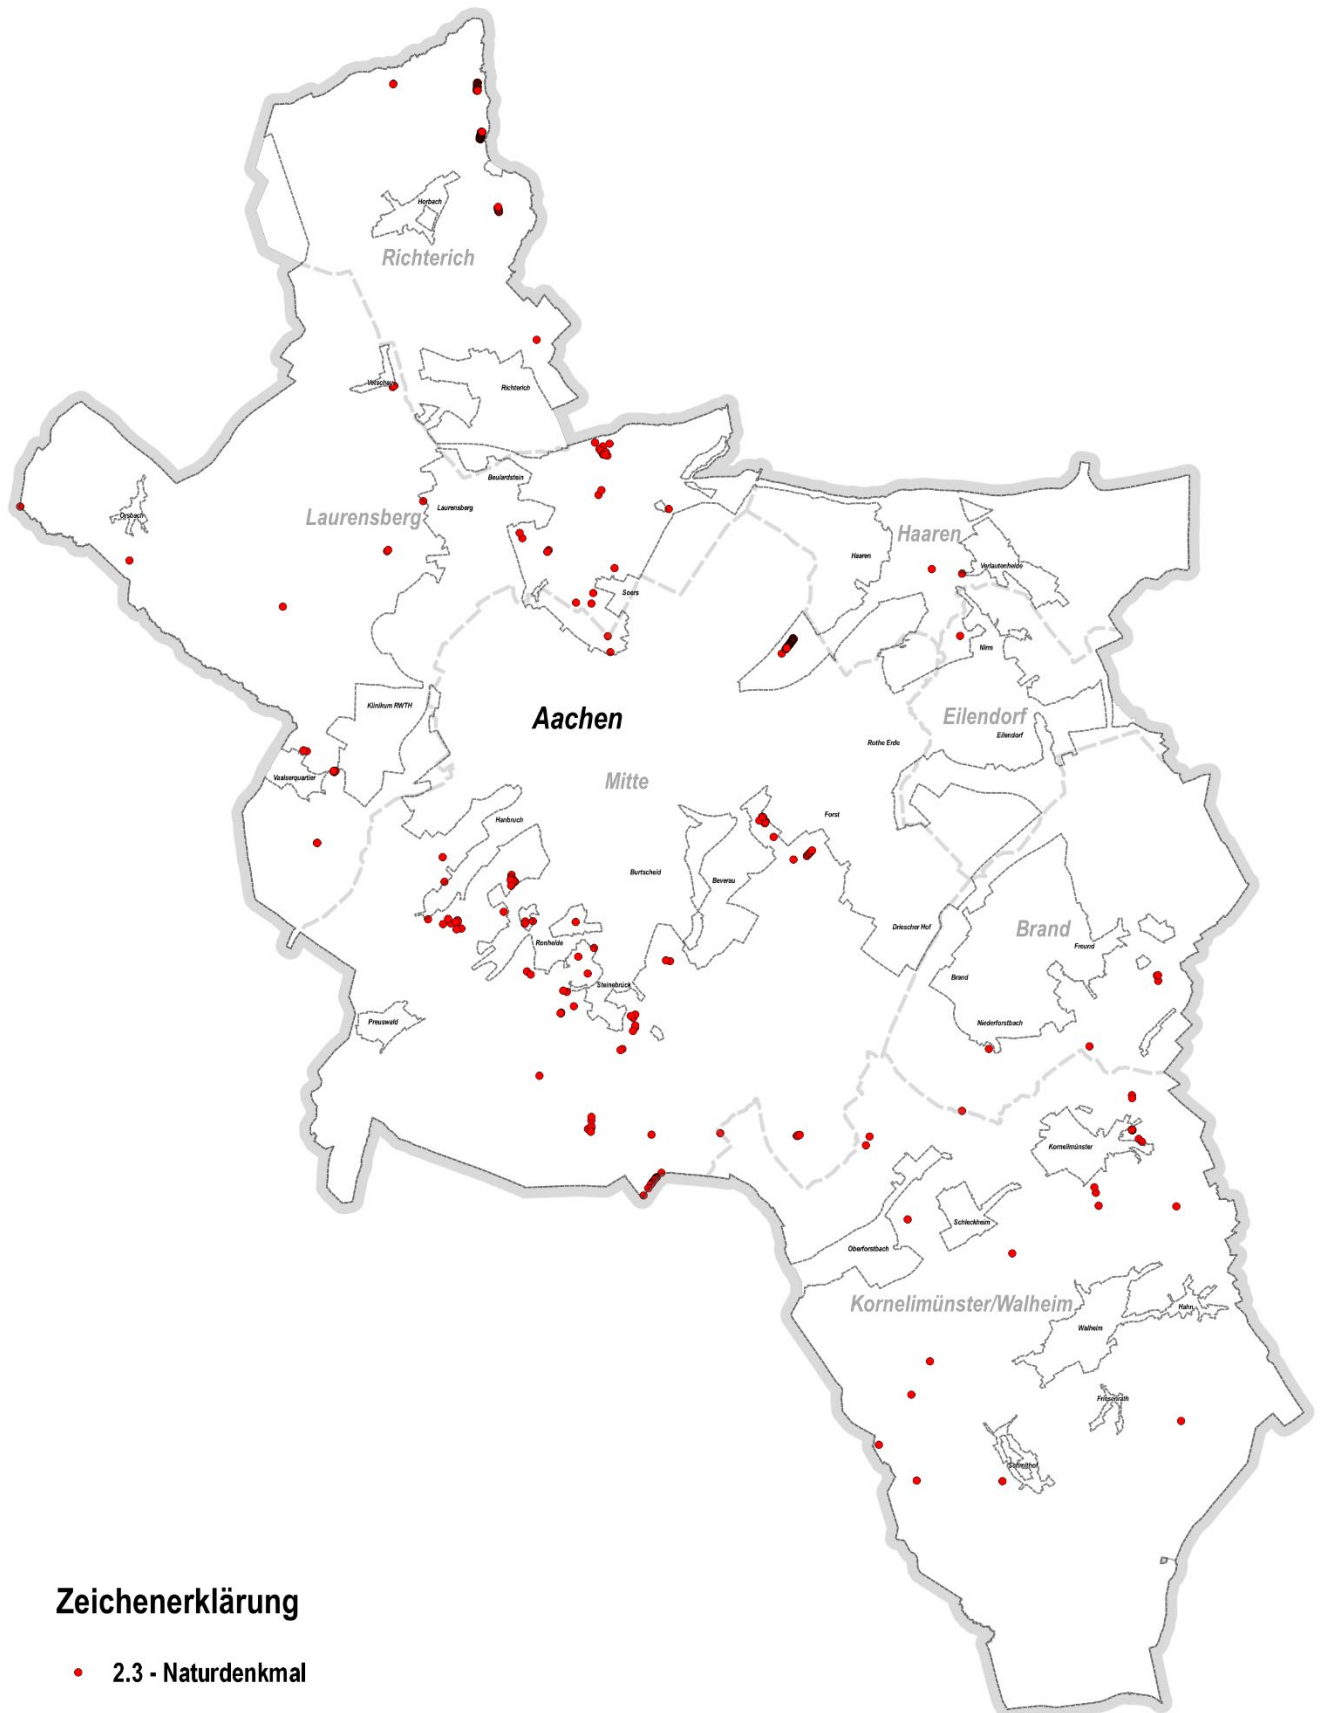 Horbach
Richterich
Vetschau
Richterich
Beulardstein
Laurensberg
Orsbach
Laurensberg
Haaren
Haaren
Verlautenheide
Soers
Nirm
Klinikum RWTH
Aachen
Eilendorf
Eilendorf
Rothe Erde
Vaalserquartier
Mitte
Hanbruch
Forst
Burtscheid
Beverau
Driescher Hof
Brand
Freund
Ronheide
Brand
Steinebrück
Preuswald
Niederforstbach
Kornelimünster
Schleckheim
Oberforstbach
Kornelimünster/Walheim
Hahn
Walheim
Friesenrath
Schmithof
Zeichenerklärung
2.3 - Naturdenkmal